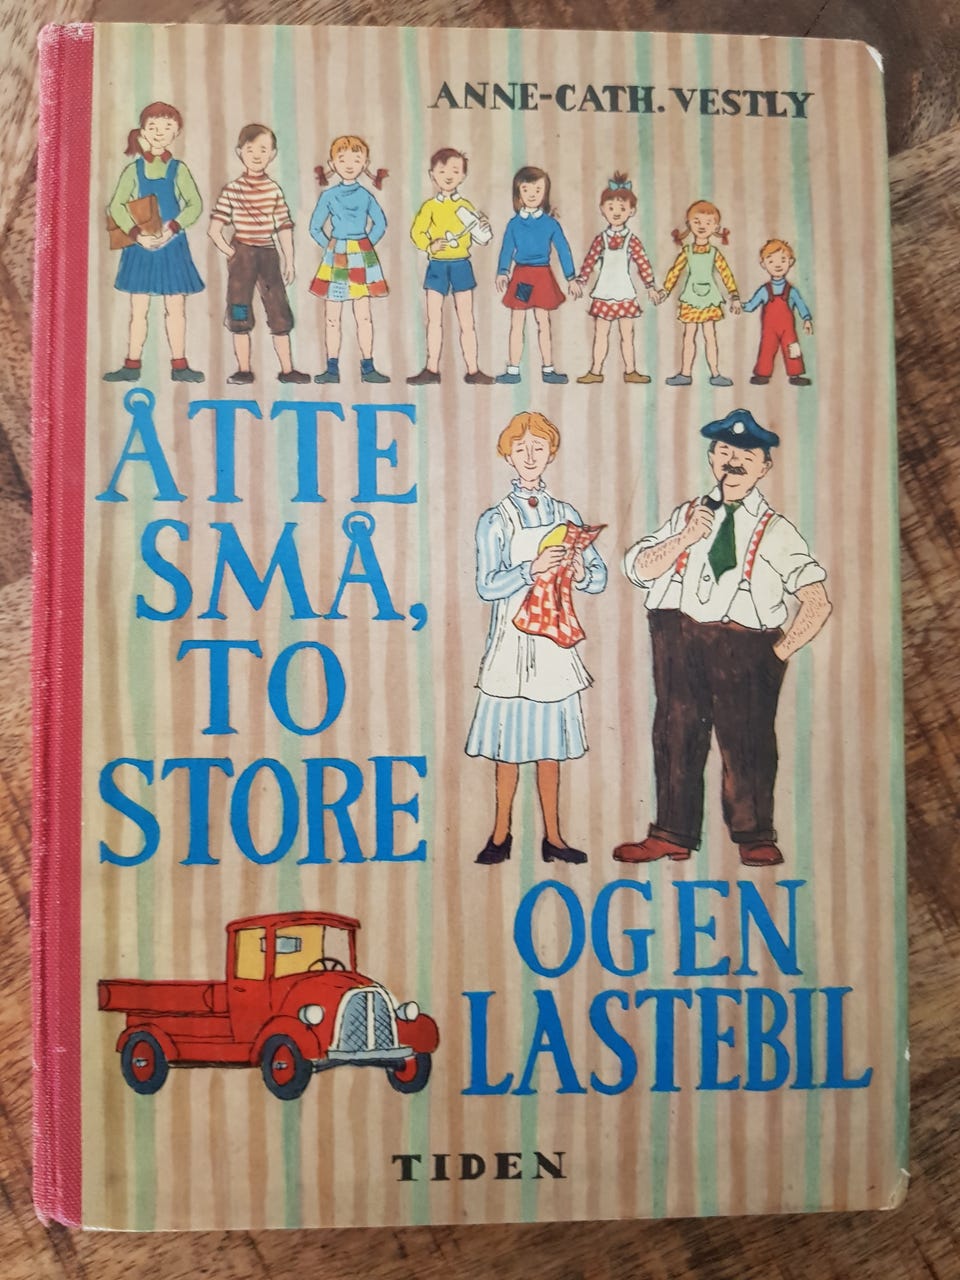 ANNE-CATH. VESTLY
ÅTTE
SMÅ,
TO
STORE
OG EN
LASTEBIL
TIDEN